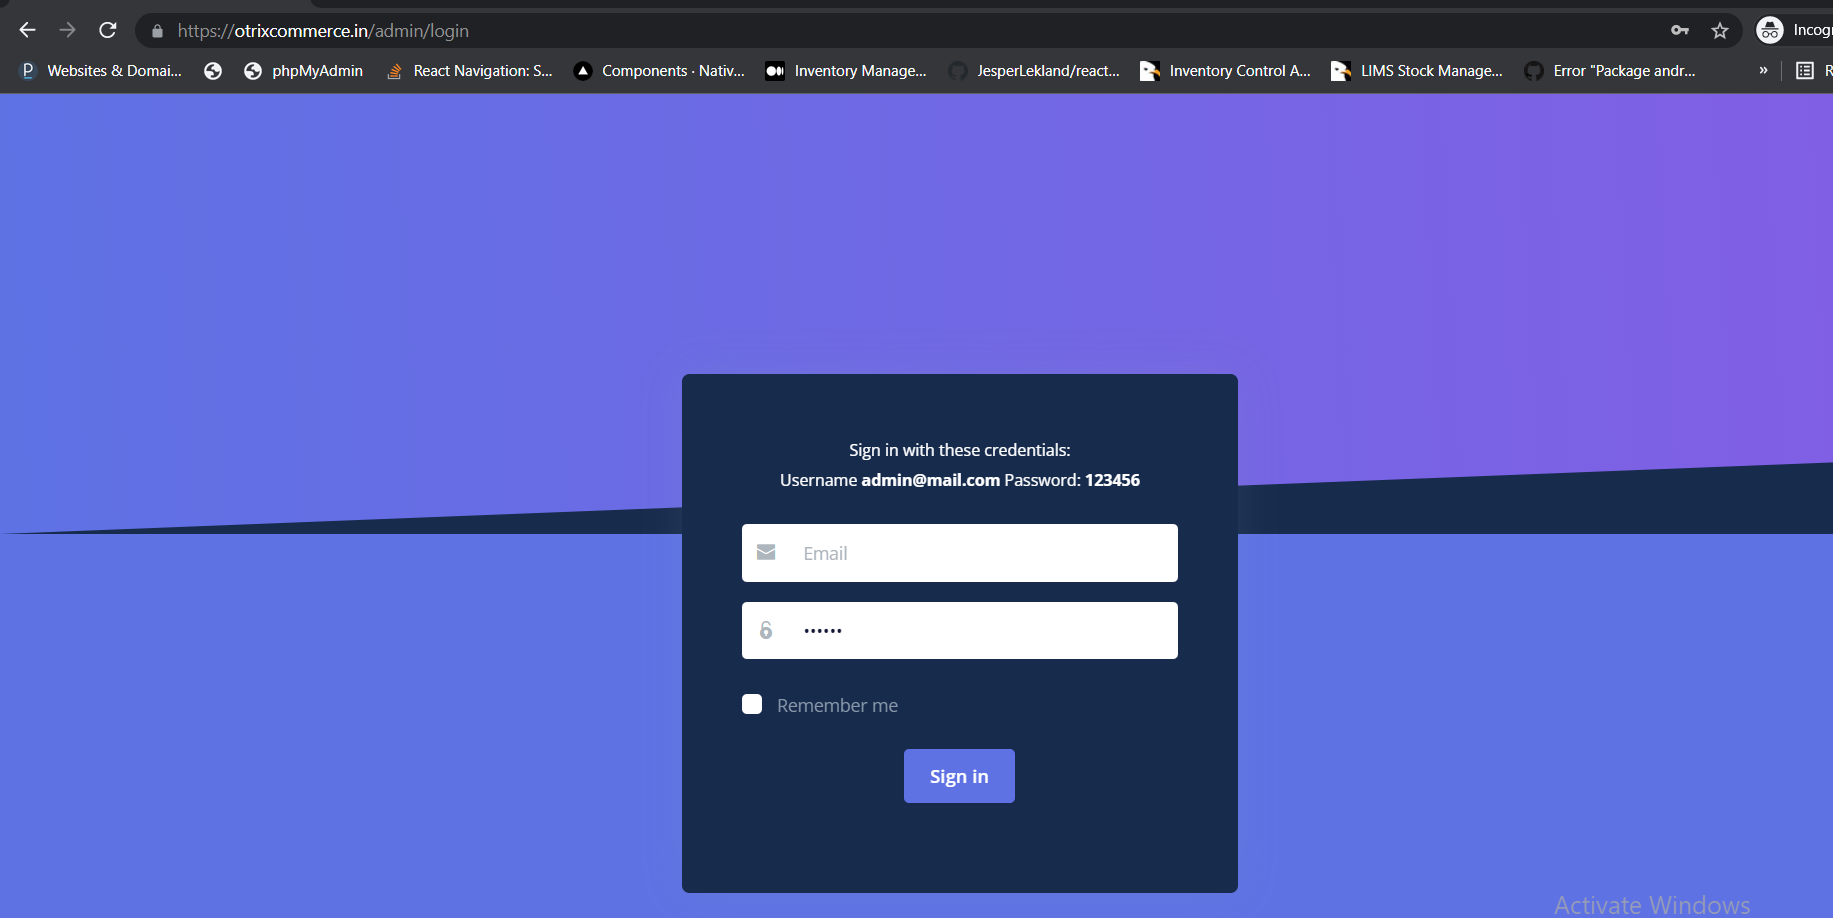 https://otrixcommerce.in/admin/login
Incog
P Websites & Domai... phpMyAdmin React Navigation: S... Components · Nativ... Inventory Manage... JesperLekland/react... Inventory Control A... LIMS Stock Manage... Error "Package andr... » R
Sign in with these credentials:
Username admin@mail.com Password: 123456
Email
••••••
Remember me
Sign in
Activate Windows